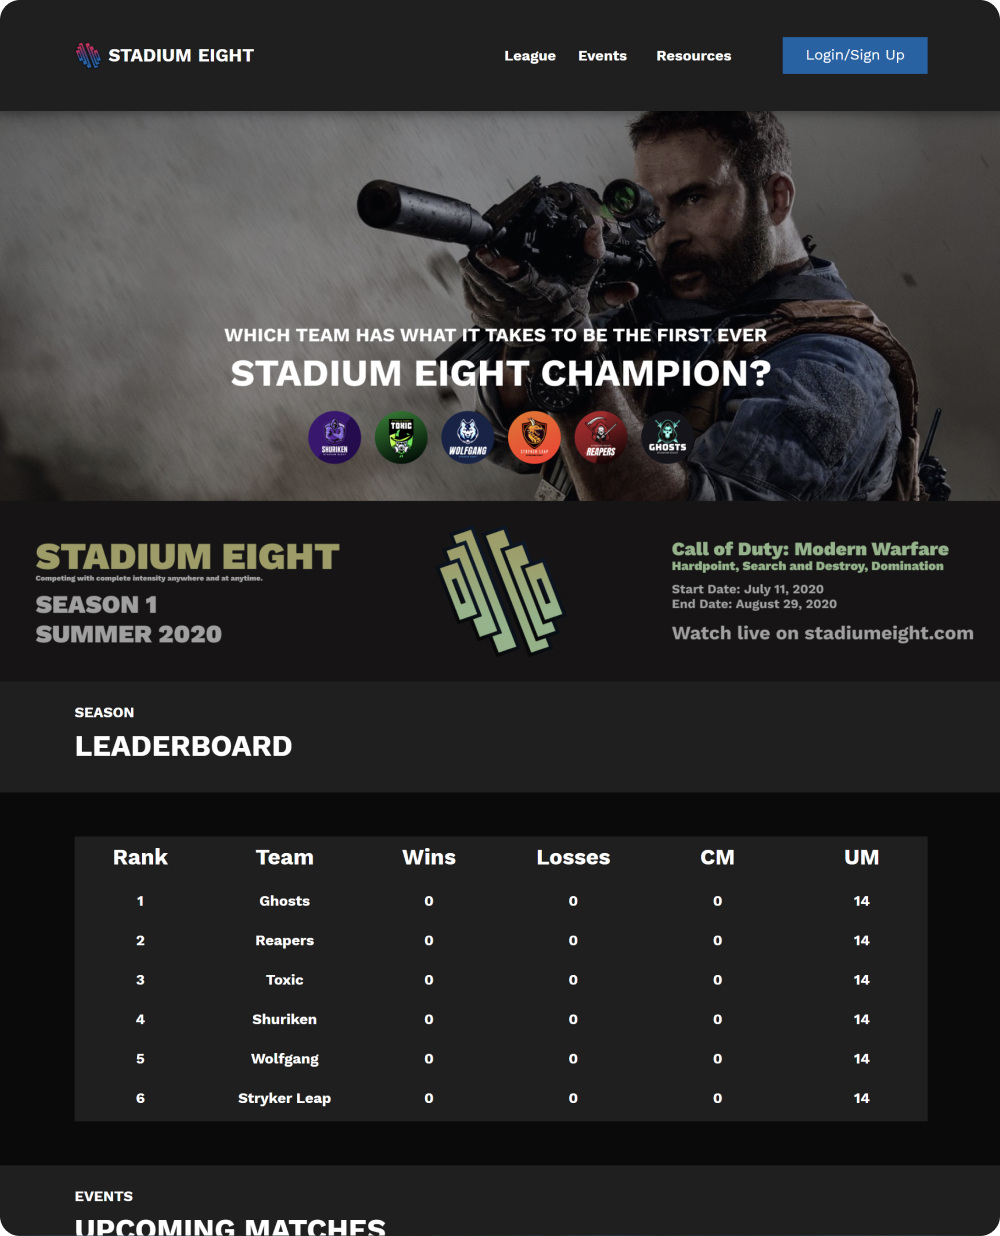 STADIUM EIGHT
League Events Resources Login/Sign Up
WHICH TEAM HAS WHAT IT TAKES TO BE THE FIRST EVER
STADIUM EIGHT CHAMPION?
SHURIKEN TOXIC WOLFGANG STRYKER LEAP REAPERS GHOSTS
STADIUM EIGHT
Competing with complete intensity anywhere and at anytime.
SEASON 1
SUMMER 2020
Call of Duty: Modern Warfare
Hardpoint, Search and Destroy, Domination
Start Date: July 11, 2020
End Date: August 29, 2020
Watch live on stadiumeight.com
SEASON
LEADERBOARD
Rank Team Wins Losses CM UM
1 Ghosts 0 0 0 14
2 Reapers 0 0 0 14
3 Toxic 0 0 0 14
4 Shuriken 0 0 0 14
5 Wolfgang 0 0 0 14
6 Stryker Leap 0 0 0 14
EVENTS
UPCOMING MATCHES